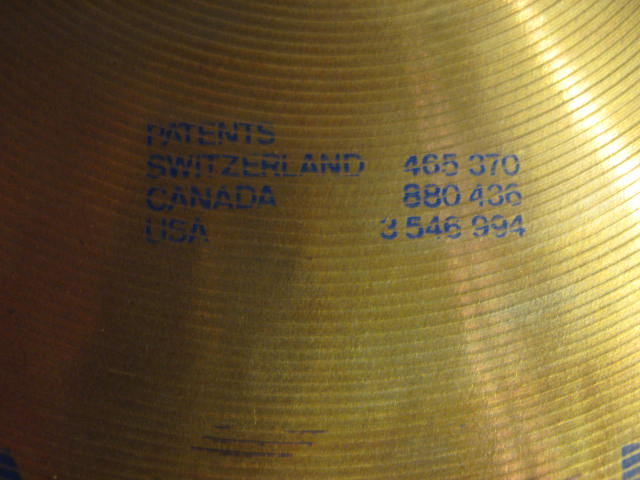 PATENTS
SWITZERLAND 465 370
CANADA 880 436
USA 3 546 994